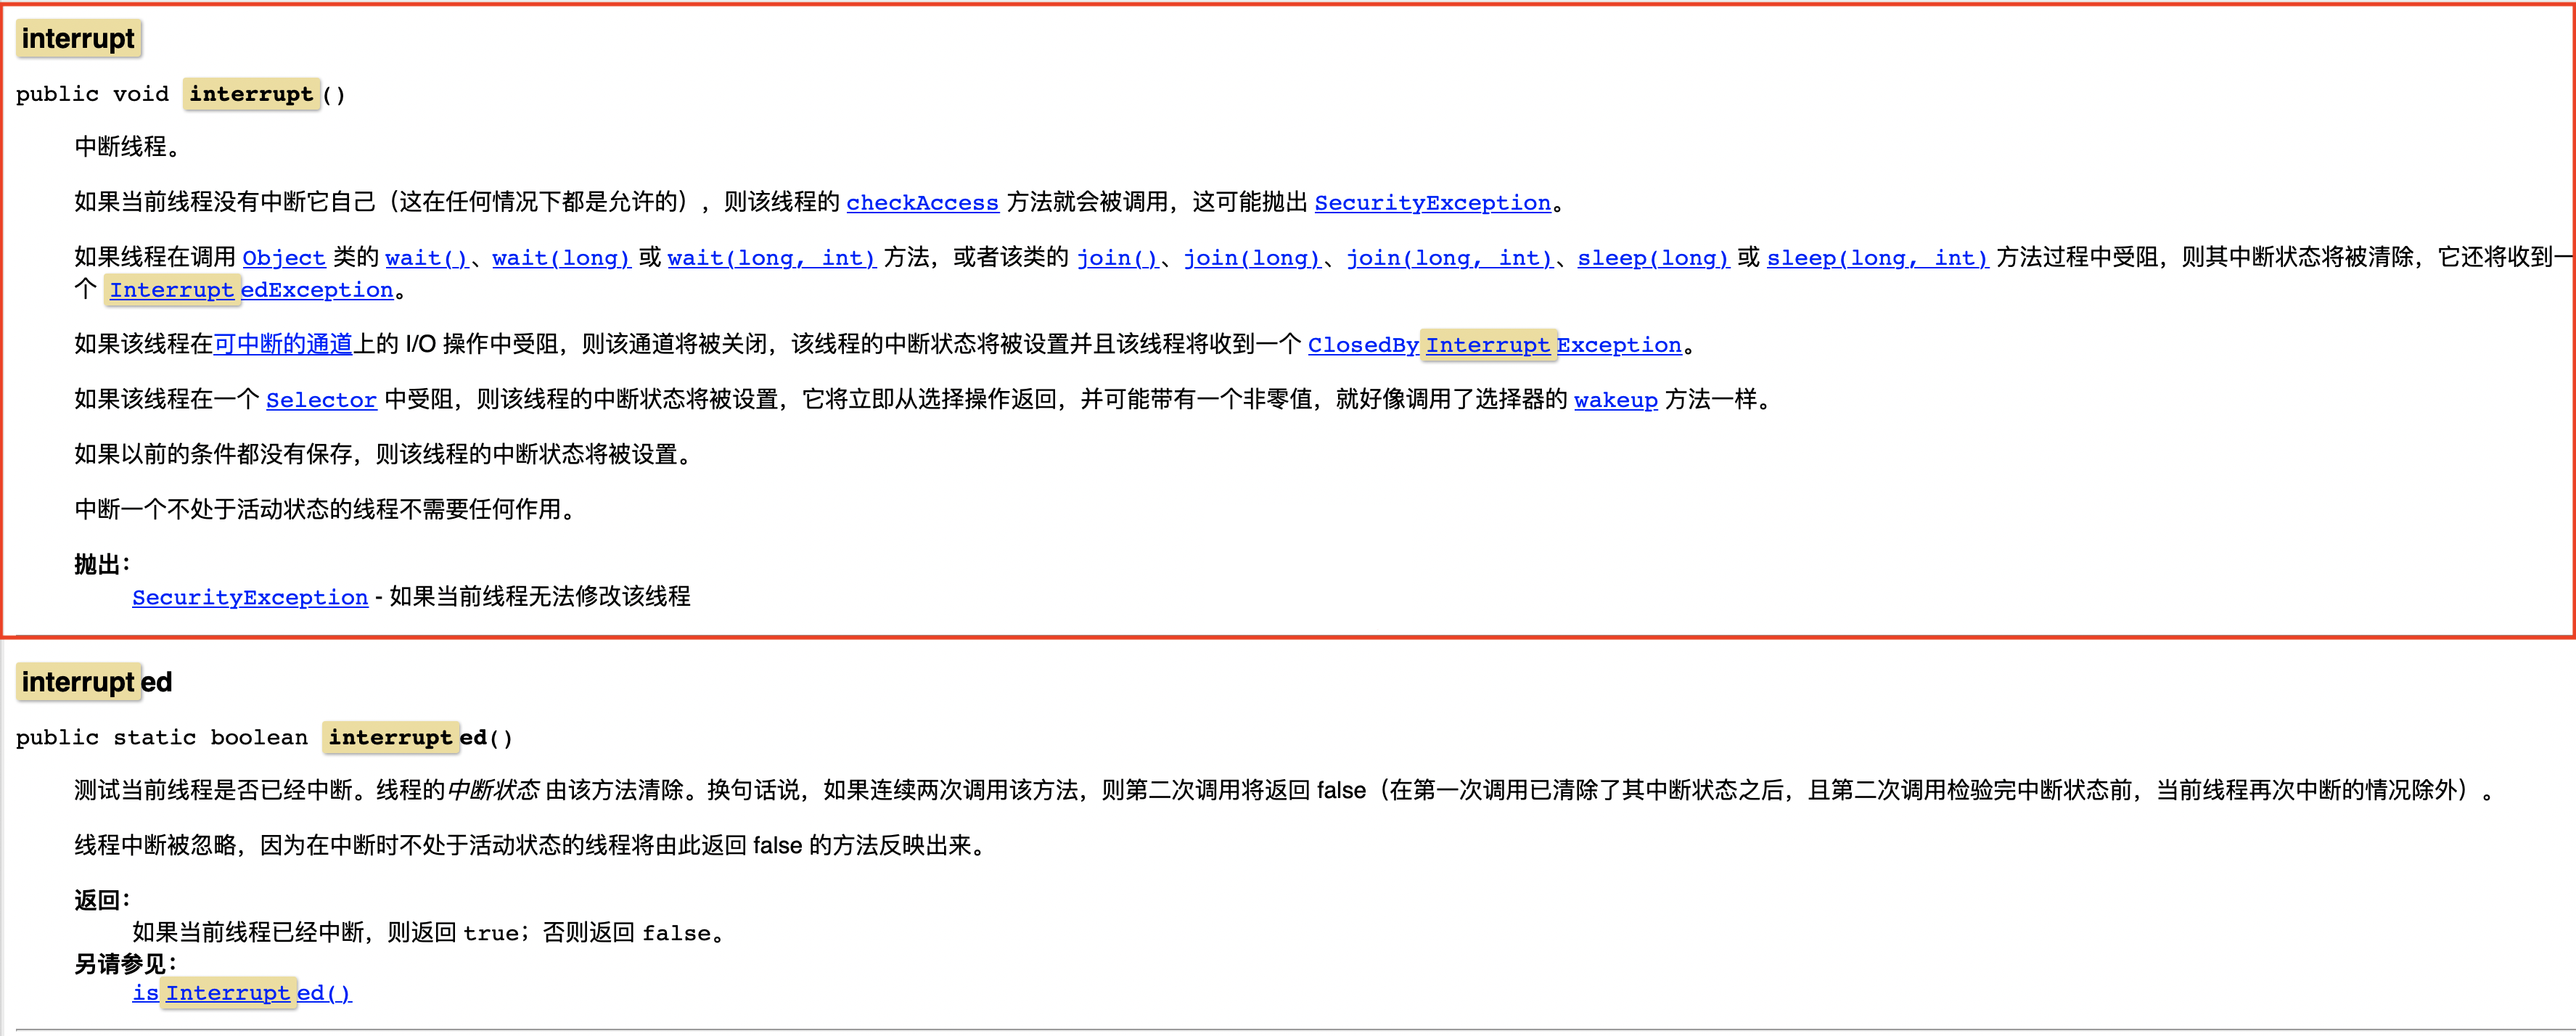 interrupt
public void interrupt()
中断线程。
如果当前线程没有中断它自己（这在任何情况下都是允许的），则该线程的 checkAccess 方法就会被调用，这可能抛出 SecurityException。
如果线程在调用 Object 类的 wait()、wait(long) 或 wait(long, int) 方法，或者该类的 join()、join(long)、join(long, int)、sleep(long) 或 sleep(long, int) 方法过程中受阻，则其中断状态将被清除，它还将收到一
个 InterruptedException。
如果该线程在可中断的通道上的 I/O 操作中受阻，则该通道将被关闭，该线程的中断状态将被设置并且该线程将收到一个 ClosedByInterruptException。
如果该线程在一个 Selector 中受阻，则该线程的中断状态将被设置，它将立即从选择操作返回，并可能带有一个非零值，就好像调用了选择器的 wakeup 方法一样。
如果以前的条件都没有保存，则该线程的中断状态将被设置。
中断一个不处于活动状态的线程不需要任何作用。
抛出：
SecurityException - 如果当前线程无法修改该线程
interrupted
public static boolean interrupted()
测试当前线程是否已经中断。线程的中断状态 由该方法清除。换句话说，如果连续两次调用该方法，则第二次调用将返回 false（在第一次调用已清除了其中断状态之后，且第二次调用检验完中断状态前，当前线程再次中断的情况除外）。
线程中断被忽略，因为在中断时不处于活动状态的线程将由此返回 false 的方法反映出来。
返回：
如果当前线程已经中断，则返回 true；否则返回 false。
另请参见：
isInterrupted()